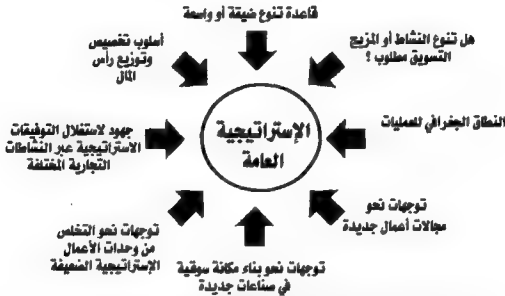 قاعدة تنوع ضيقة أو واسعة
هل تنوع النشاط أو المزيج
التسويق مطلوب ؟
أسلوب تخصيص
وتوزيع رأس
المال
النطاق الجغرافي للعمليات
الإستراتيجية
العامة
جهود لاستغلال التوفيقات
الاستراتيجية عبر النشاطات
التجارية المختلفة
توجهات نحو
مجالات أعمال جديدة
توجهات نحو بناء مكانة سوقية
في صناعات جديدة
توجهات نحو التخلص
من وحدات الأعمال
الإستراتيجية الضعيفة